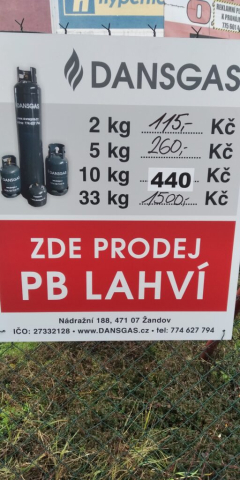 DANSGAS
2 kg 115,- Kč
5 kg 260,- Kč
10 kg 440 Kč
33 kg 1500,- Kč
ZDE PRODEJ
PB LAHVÍ
Nádražní 188, 471 07 Žandov
IČO: 27332128 • www.DANSGAS.cz • tel: 774 627 794